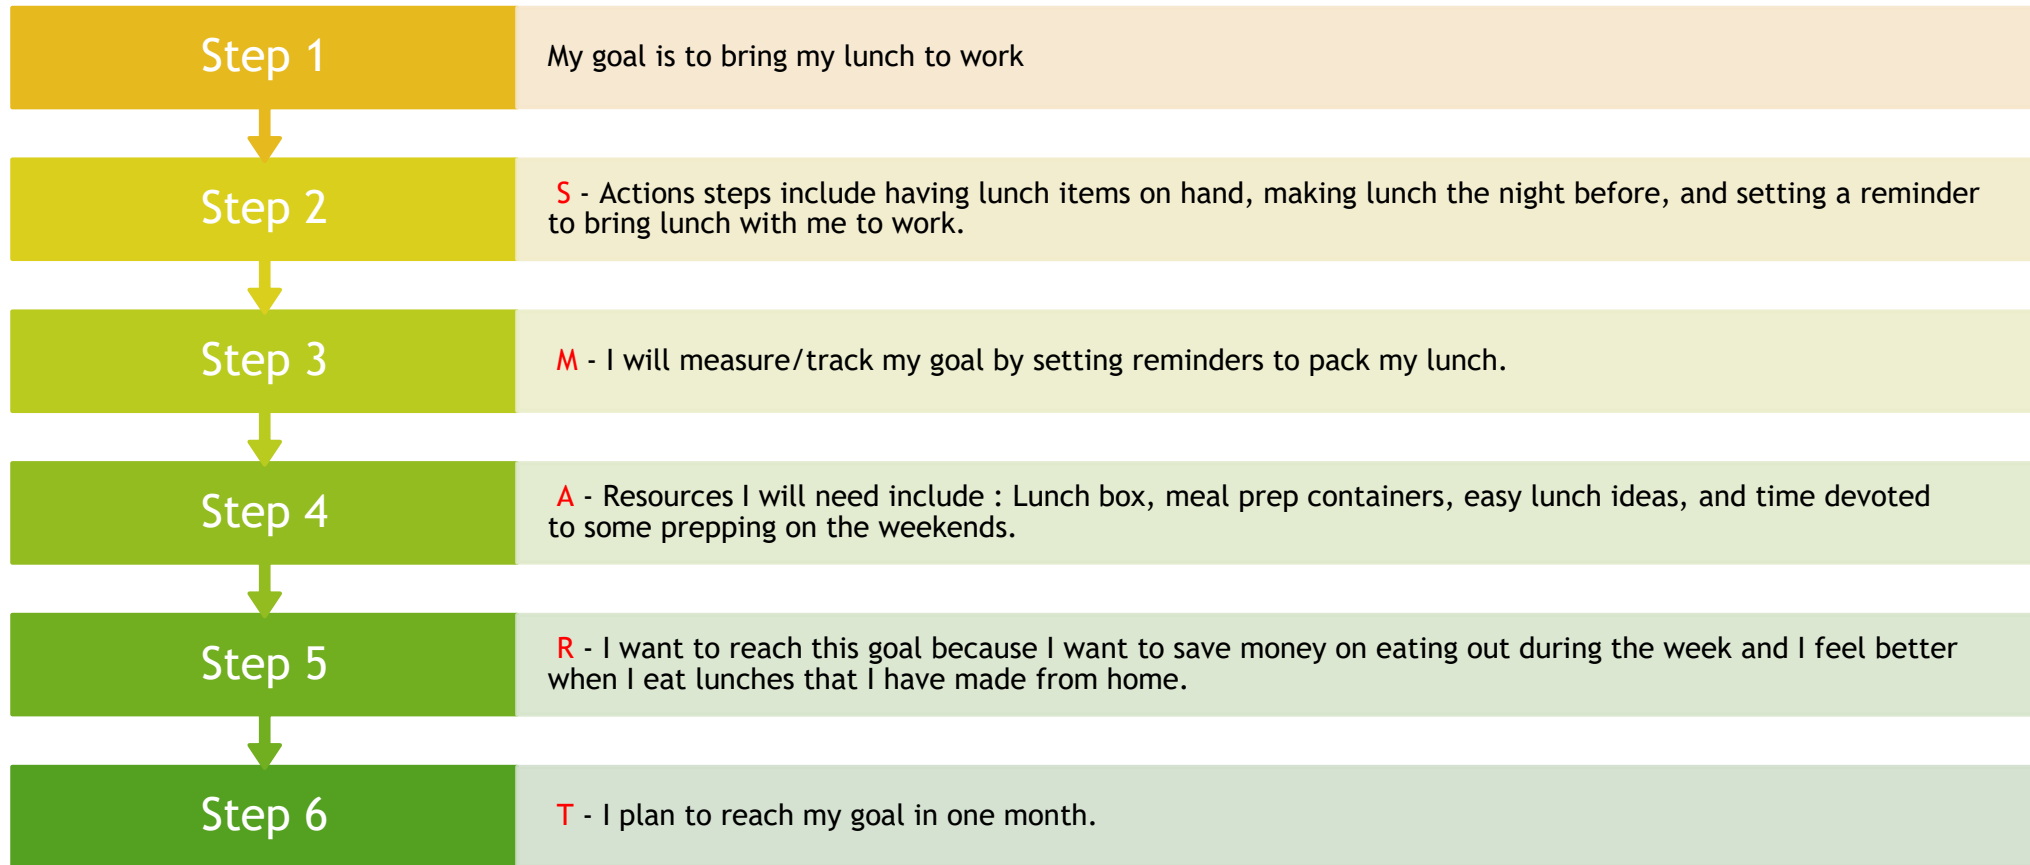 Step 1
My goal is to bring my lunch to work
Step 2
S - Actions steps include having lunch items on hand, making lunch the night before, and setting a reminder
to bring lunch with me to work.
Step 3
M - I will measure/track my goal by setting reminders to pack my lunch.
Step 4
A - Resources I will need include : Lunch box, meal prep containers, easy lunch ideas, and time devoted
to some prepping on the weekends.
Step 5
R - I want to reach this goal because I want to save money on eating out during the week and I feel better
when I eat lunches that I have made from home.
Step 6
T - I plan to reach my goal in one month.